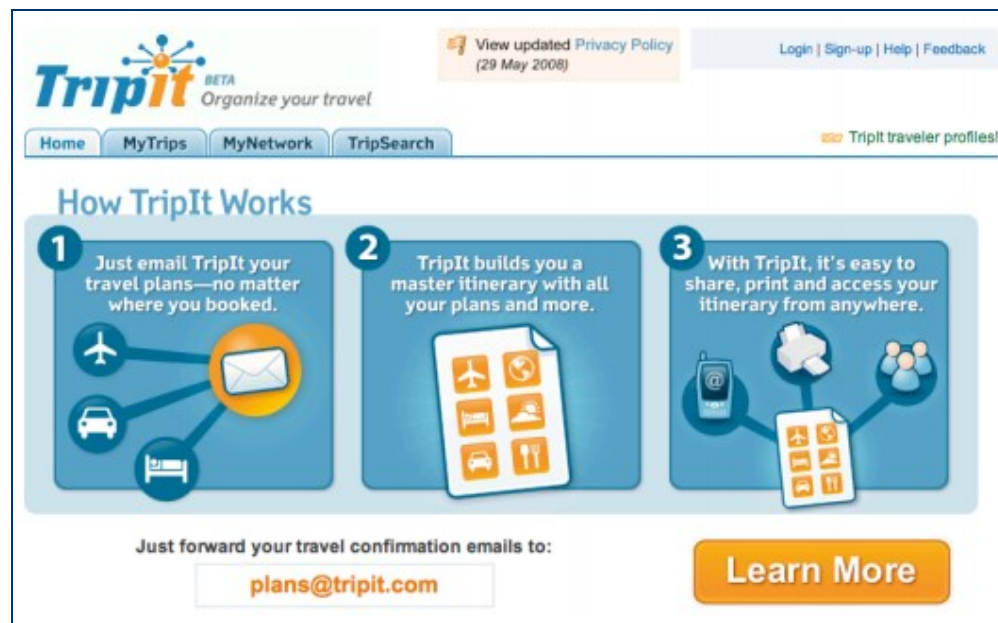 TripIt
BETA
Organize your travel
View updated Privacy Policy
(29 May 2008)
Login | Sign-up | Help | Feedback
Home
MyTrips
MyNetwork
TripSearch
TripIt traveler profiles!
How TripIt Works
1
Just email TripIt your
travel plans—no matter
where you booked.
2
TripIt builds you a
master itinerary with all
your plans and more.
3
With TripIt, it's easy to
share, print and access your
itinerary from anywhere.
@
Just forward your travel confirmation emails to:
plans@tripit.com
Learn More